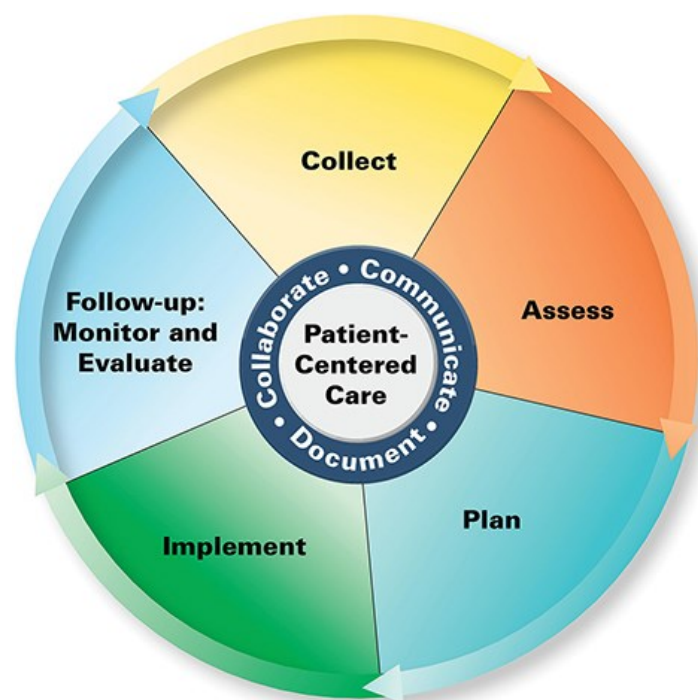 Collect
Assess
Plan
Implement
Follow-up:
Monitor and
Evaluate
Collaborate • Communicate • Document •
Patient-
Centered
Care